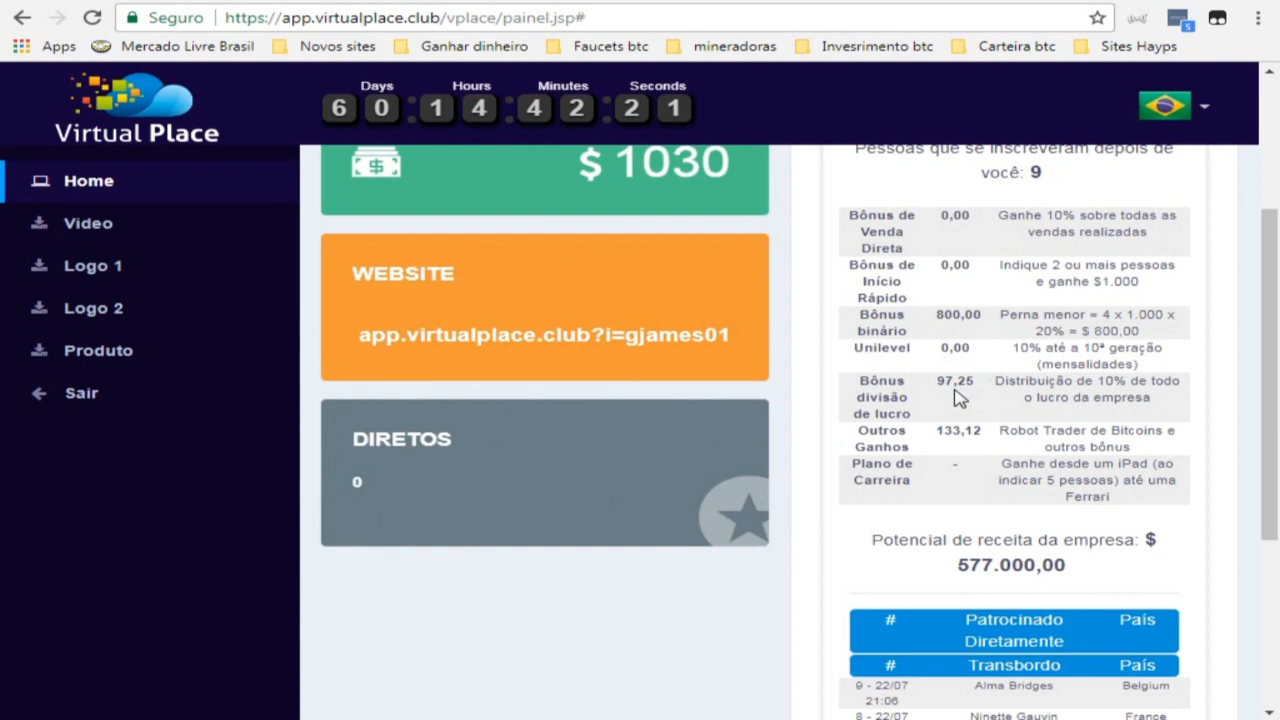 Seguro https://app.virtualplace.club/vplace/painel.jsp#
Apps Mercado Livre Brasil Novos sites Ganhar dinheiro Faucets btc mineradoras Invesrimento btc Carteira btc Sites Hayps
5
Virtual Place
Days Hours Minutes Seconds
6 0 : 1 4 : 4 2 : 2 1
Home
Video
Logo 1
Logo 2
Produto
Sair
$ 1030
WEBSITE
app.virtualplace.club?i=gjames01
DIRETOS
0
Pessoas que se inscreveram depois de
você: 9
Bônus de Venda Direta 0,00 Ganhe 10% sobre todas as vendas realizadas
Bônus de Início Rápido 0,00 Indique 2 ou mais pessoas e ganhe $1.000
Bônus binário 800,00 Perna menor = 4 x 1.000 x 20% = $ 800,00
Unilevel 0,00 10% até a 10ª geração (mensalidades)
Bônus divisão de lucro 97,25 Distribuição de 10% de todo o lucro da empresa
Outros Ganhos 133,12 Robot Trader de Bitcoins e outros bônus
Plano de Carreira - Ganhe desde um iPad (ao indicar 5 pessoas) até uma Ferrari
Potencial de receita da empresa: $
577.000,00
# Patrocinado Diretamente País
# Transbordo País
9 - 22/07 21:06 Alma Bridges Belgium
8 - 22/07 Ninette Gauvin France